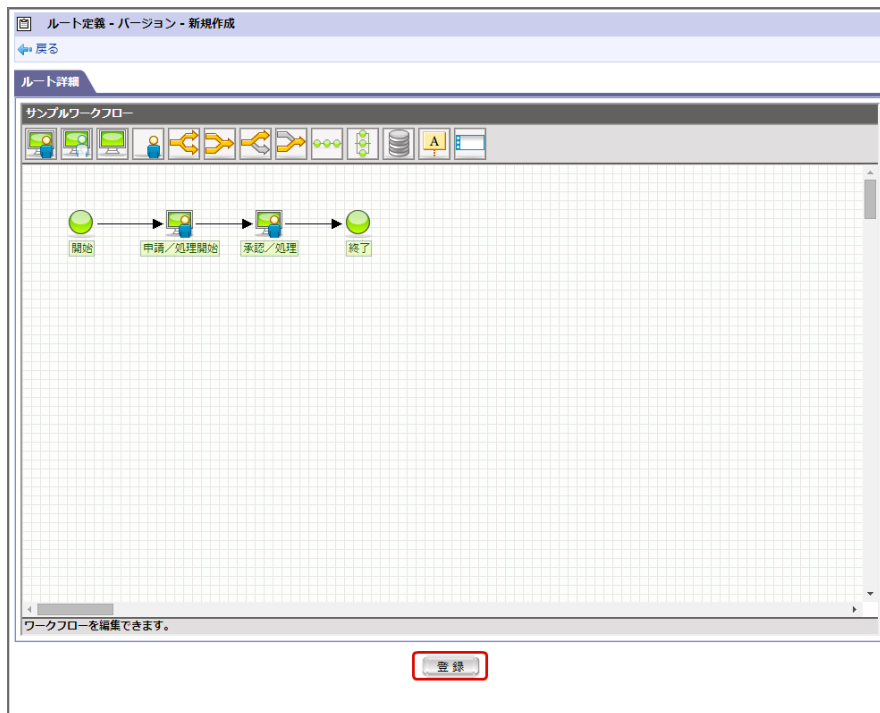 ルート定義 - バージョン - 新規作成
戻る
ルート詳細
サンプルワークフロー
A
開始 申請／処理開始 承認／処理 終了
ワークフローを編集できます。
登録